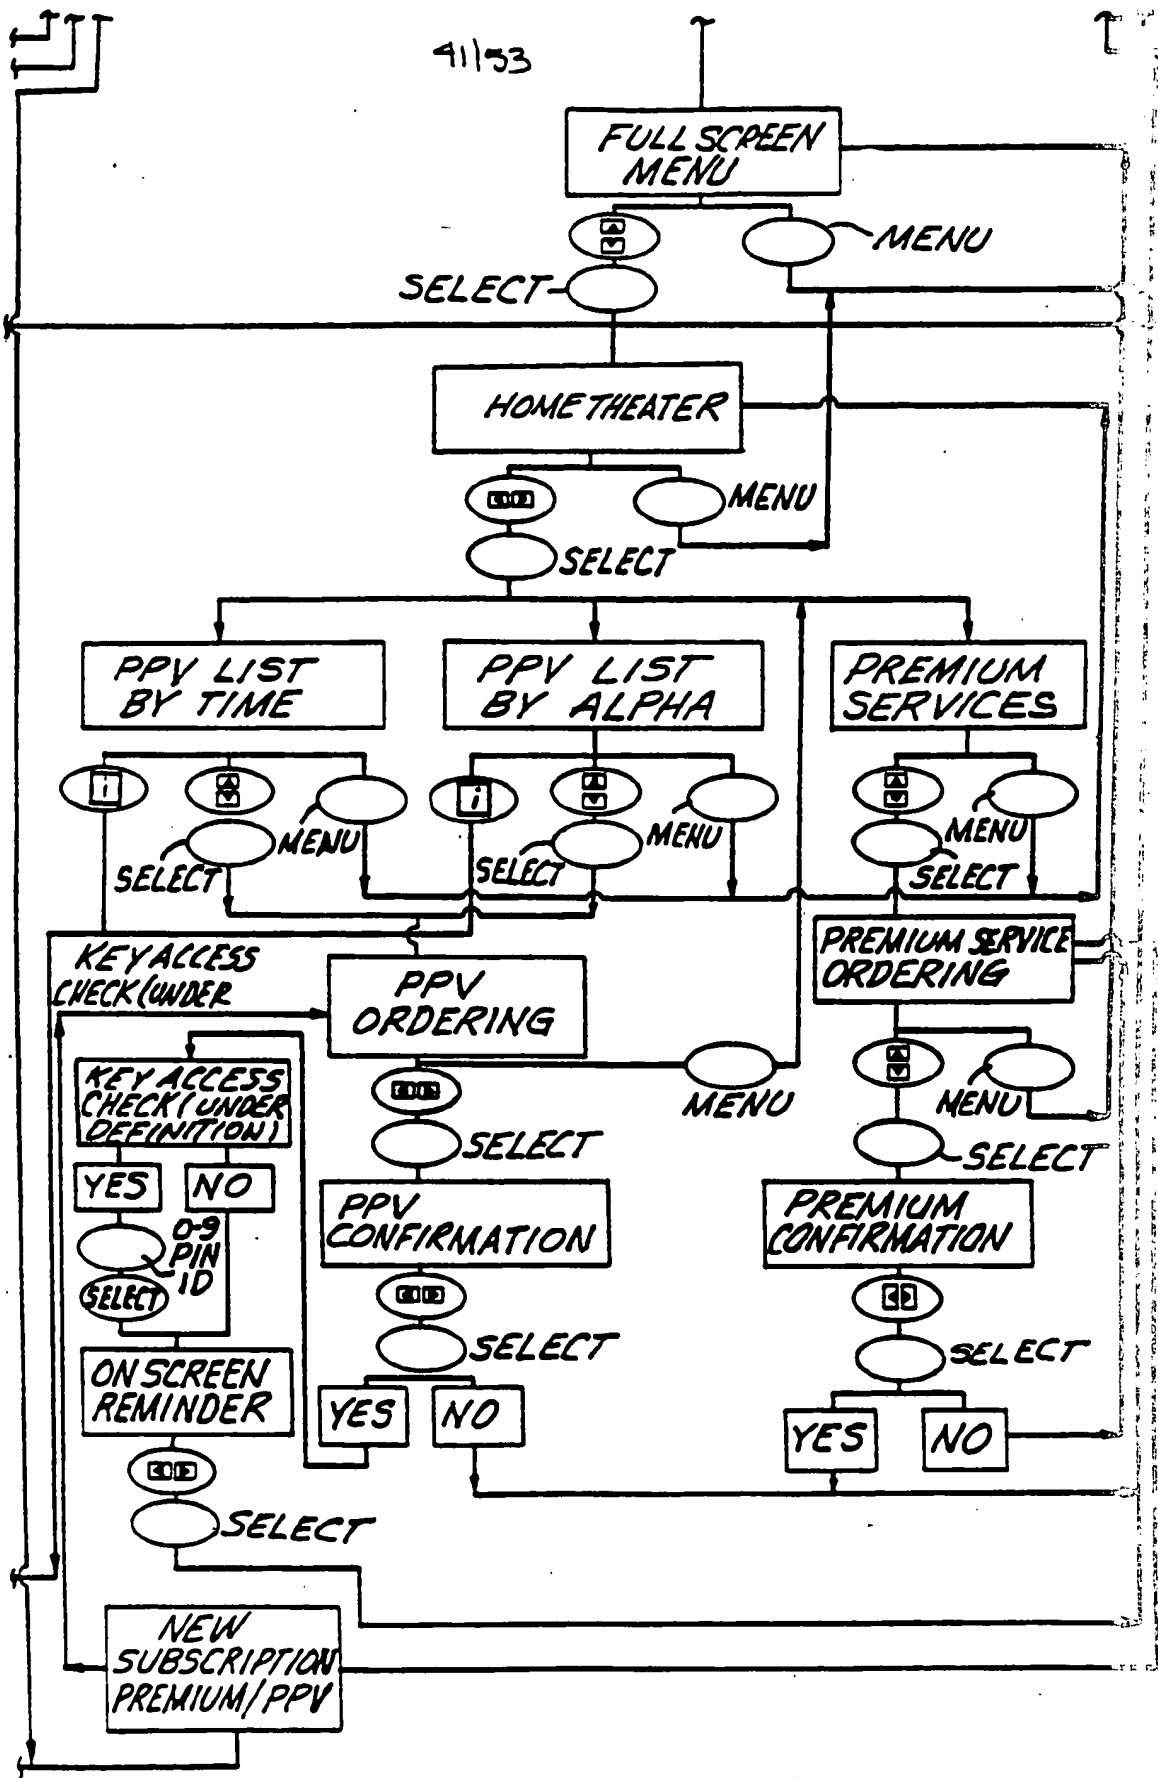 41/53
FULL SCREEN
MENU
MENU
SELECT
HOME THEATER
MENU
SELECT
PPV LIST
BY TIME
PPV LIST
BY ALPHA
PREMIUM
SERVICES
i
i
MENU
SELECT
MENU
SELECT
MENU
SELECT
KEY ACCESS
CHECK (UNDER
PPV
ORDERING
PREMIUM SERVICE
ORDERING
KEY ACCESS
CHECK (UNDER
DEFINITION)
MENU
MENU
SELECT
SELECT
YES
NO
0-9
PIN
ID
SELECT
PPV
CONFIRMATION
PREMIUM
CONFIRMATION
SELECT
SELECT
ON SCREEN
REMINDER
YES
NO
YES
NO
SELECT
NEW
SUBSCRIPTION
PREMIUM/PPV